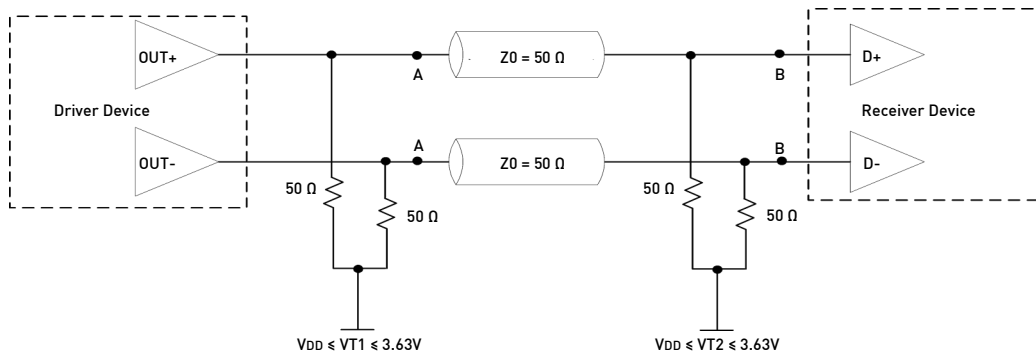 OUT+
A
Z0 = 50 Ω
B
D+
Driver Device
Receiver Device
OUT-
A
Z0 = 50 Ω
B
D-
50 Ω
50 Ω
50 Ω
50 Ω
VDD ≤ VT1 ≤ 3.63V
VDD ≤ VT2 ≤ 3.63V